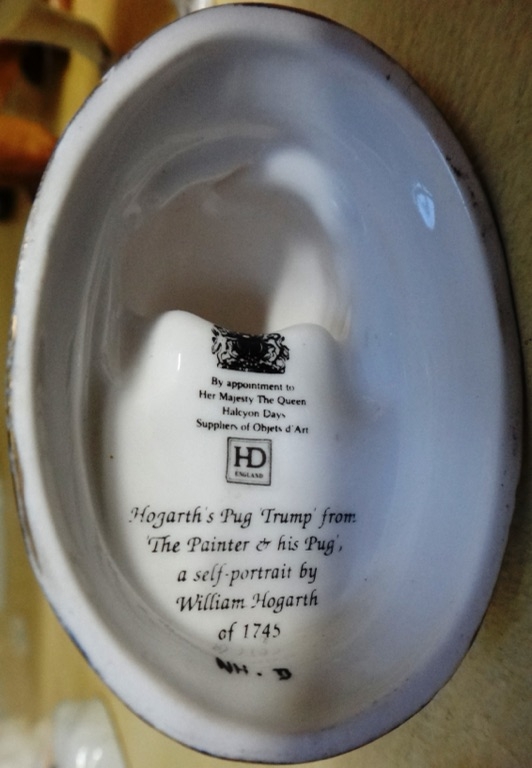 By appointment to
Her Majesty The Queen
Halcyon Days
Suppliers of Objets d'Art
HD
ENGLAND
Hogarth's Pug 'Trump' from
'The Painter & his Pug',
a self-portrait by
William Hogarth
of 1745
NH. D